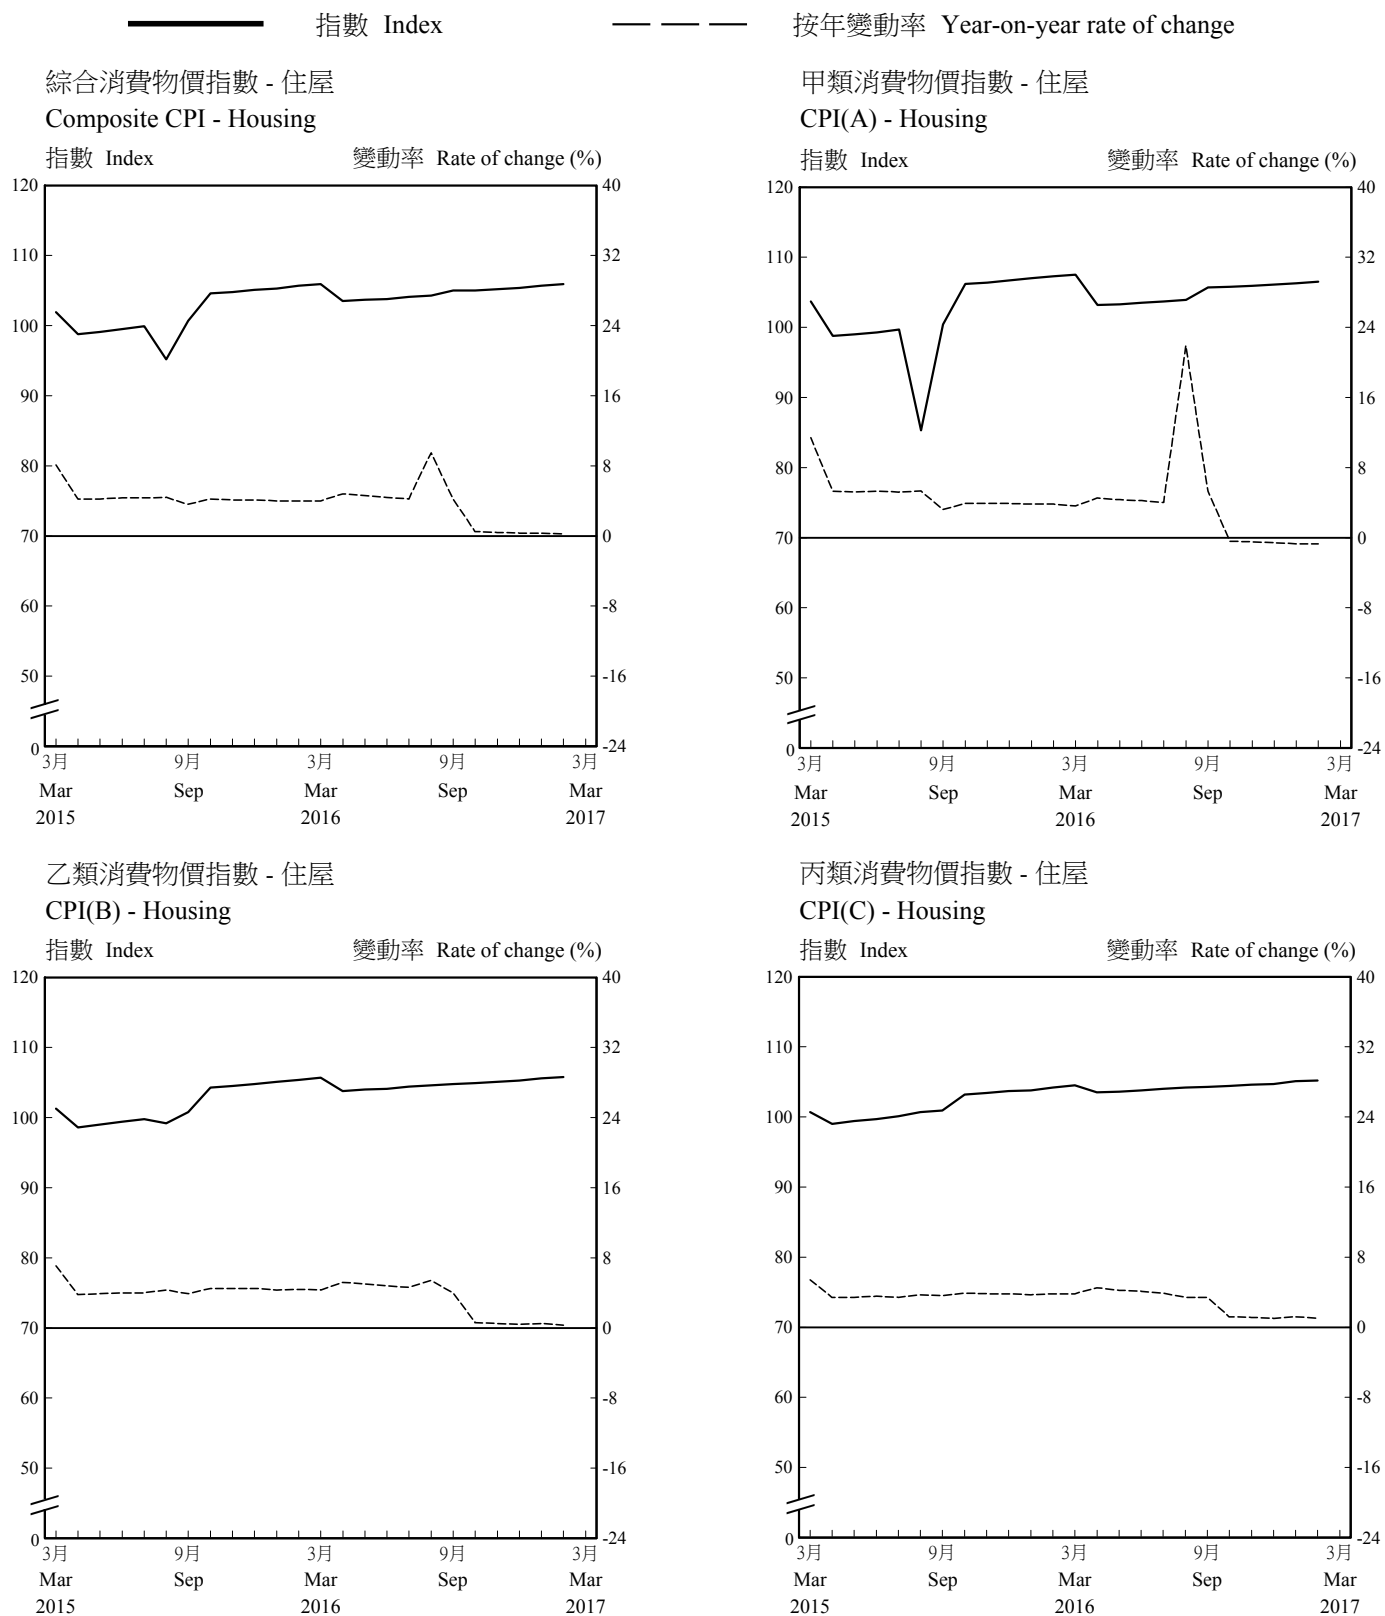 指數 Index
按年變動率 Year-on-year rate of change
綜合消費物價指數 - 住屋
Composite CPI - Housing
指數 Index
變動率 Rate of change (%)
120
110
100
90
80
70
60
50
0
40
32
24
16
8
0
-8
-16
-24
3月
9月
3月
9月
3月
Mar
Sep
Mar
Sep
Mar
2015
2016
2017
甲類消費物價指數 - 住屋
CPI(A) - Housing
指數 Index
變動率 Rate of change (%)
120
110
100
90
80
70
60
50
0
40
32
24
16
8
0
-8
-16
-24
3月
9月
3月
9月
3月
Mar
Sep
Mar
Sep
Mar
2015
2016
2017
乙類消費物價指數 - 住屋
CPI(B) - Housing
指數 Index
變動率 Rate of change (%)
120
110
100
90
80
70
60
50
0
40
32
24
16
8
0
-8
-16
-24
3月
9月
3月
9月
3月
Mar
Sep
Mar
Sep
Mar
2015
2016
2017
丙類消費物價指數 - 住屋
CPI(C) - Housing
指數 Index
變動率 Rate of change (%)
120
110
100
90
80
70
60
50
0
40
32
24
16
8
0
-8
-16
-24
3月
9月
3月
9月
3月
Mar
Sep
Mar
Sep
Mar
2015
2016
2017